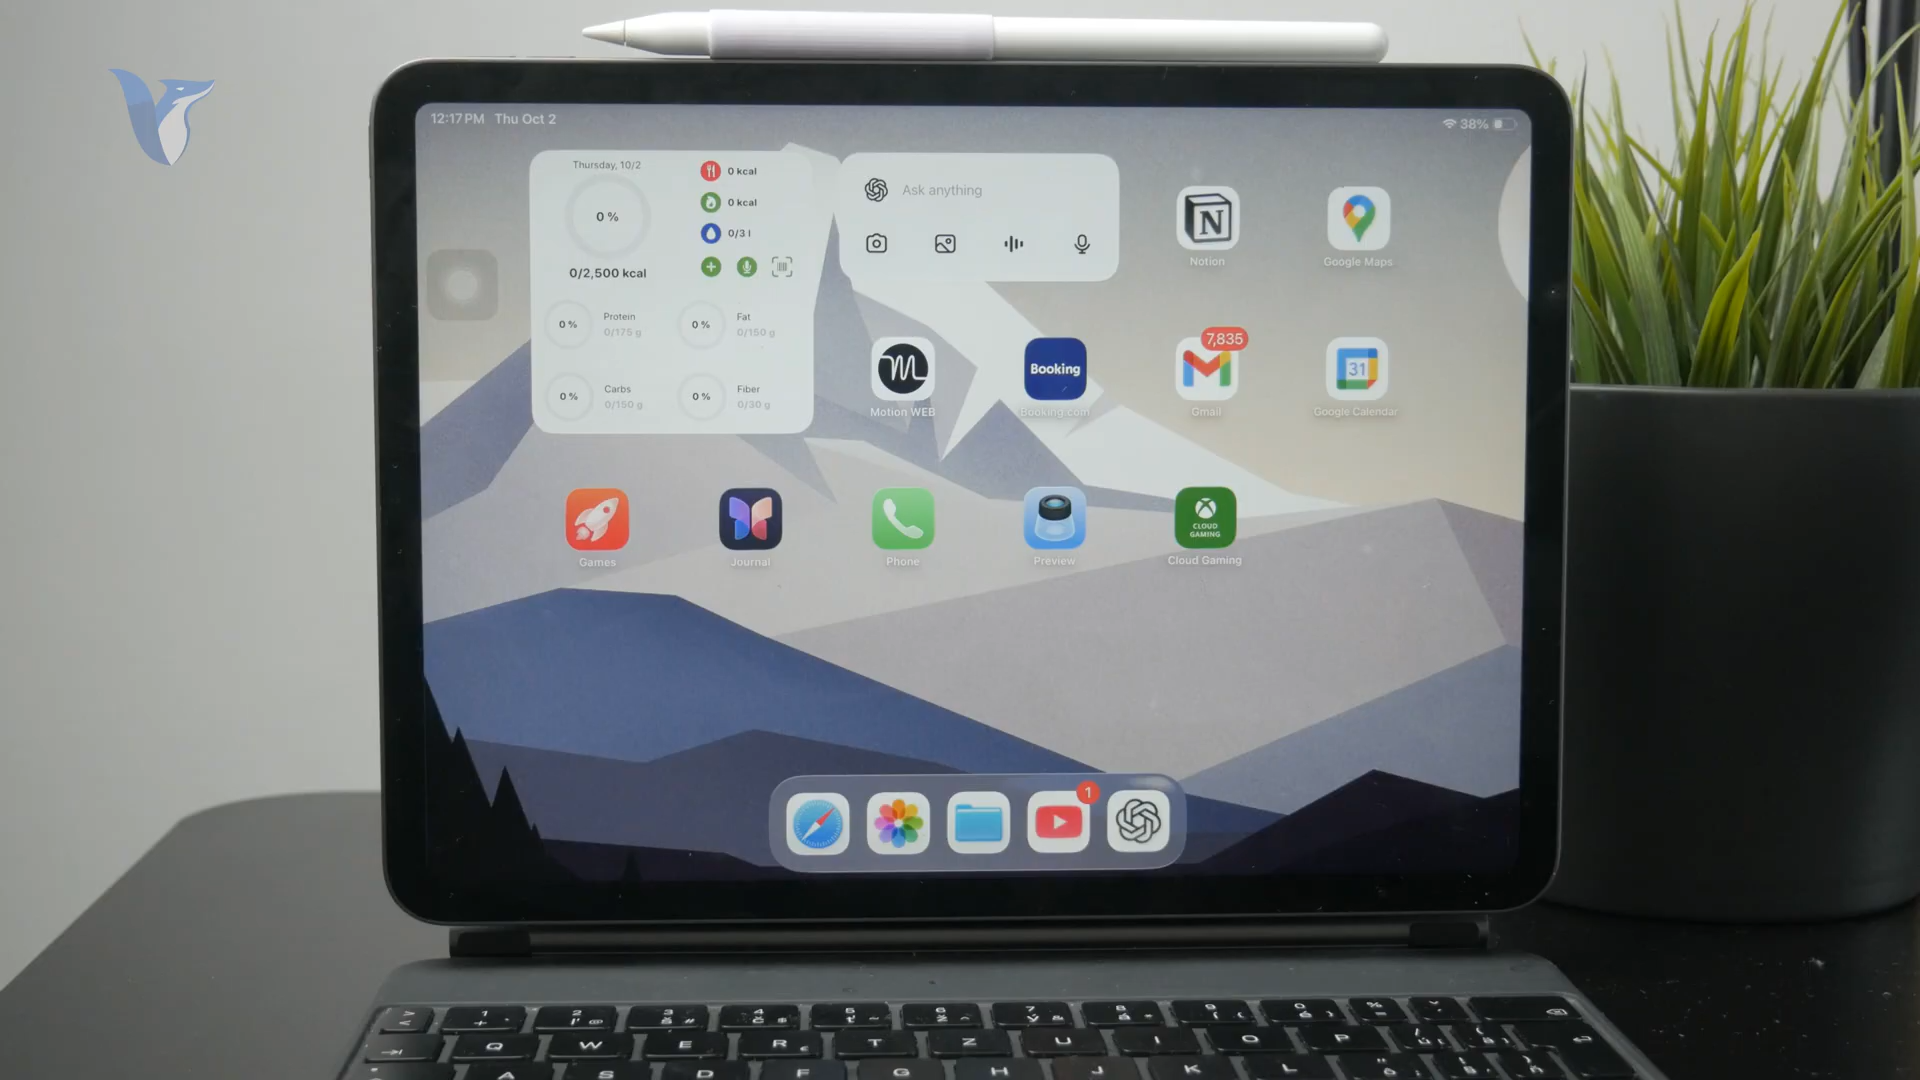 12:17 PM Thu Oct 2
38%
Thursday, 10/2
0 %
0/2,500 kcal
0 kcal
0 kcal
0/3 l
0 %
Protein
0/175 g
0 %
Fat
0/150 g
0 %
Carbs
0/150 g
0 %
Fiber
0/30 g
Ask anything
N
Notion
Google Maps
Motion WEB
Booking
Booking.com
7,835
Gmail
31
Google Calendar
Games
Journal
Phone
Preview
CLOUD
GAMING
Cloud Gaming
1
Q W E R T Z U I O P
A S D F G H J K L